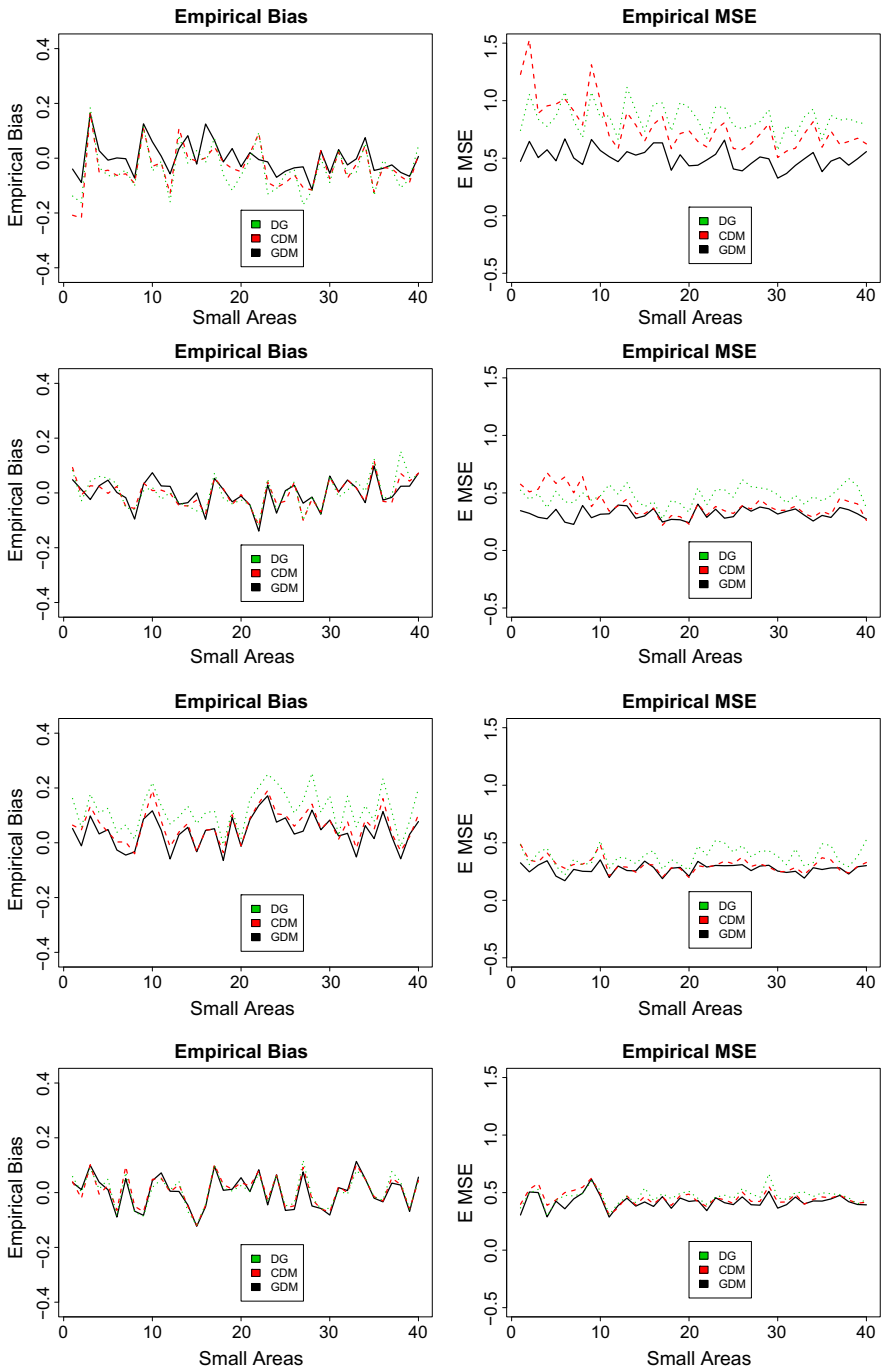 Empirical Bias
Empirical Bias
0.4
0.2
0.0
−0.2
−0.4
DG
CDM
GDM
0 10 20 30 40
Small Areas
Empirical MSE
E MSE
1.5
1.0
0.5
0.0
−0.5
DG
CDM
GDM
0 10 20 30 40
Small Areas
Empirical Bias
Empirical Bias
0.4
0.2
0.0
−0.2
−0.4
DG
CDM
GDM
0 10 20 30 40
Small Areas
Empirical MSE
E MSE
1.5
1.0
0.5
0.0
−0.5
DG
CDM
GDM
0 10 20 30 40
Small Areas
Empirical Bias
Empirical Bias
0.4
0.2
0.0
−0.2
−0.4
DG
CDM
GDM
0 10 20 30 40
Small Areas
Empirical MSE
E MSE
1.5
1.0
0.5
0.0
−0.5
DG
CDM
GDM
0 10 20 30 40
Small Areas
Empirical Bias
Empirical Bias
0.4
0.2
0.0
−0.2
−0.4
DG
CDM
GDM
0 10 20 30 40
Small Areas
Empirical MSE
E MSE
1.5
1.0
0.5
0.0
−0.5
DG
CDM
GDM
0 10 20 30 40
Small Areas